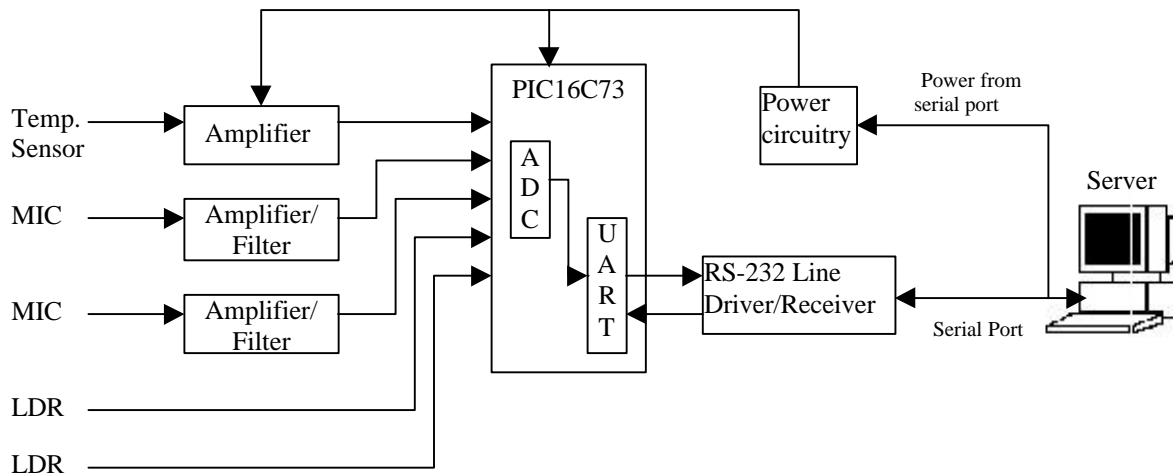 PIC16C73
Power from
serial port
Temp.
Sensor
Amplifier
Power
circuitry
A
D
C
Server
MIC
Amplifier/
Filter
U
A
R
T
RS-232 Line
Driver/Receiver
MIC
Amplifier/
Filter
Serial Port
LDR
LDR